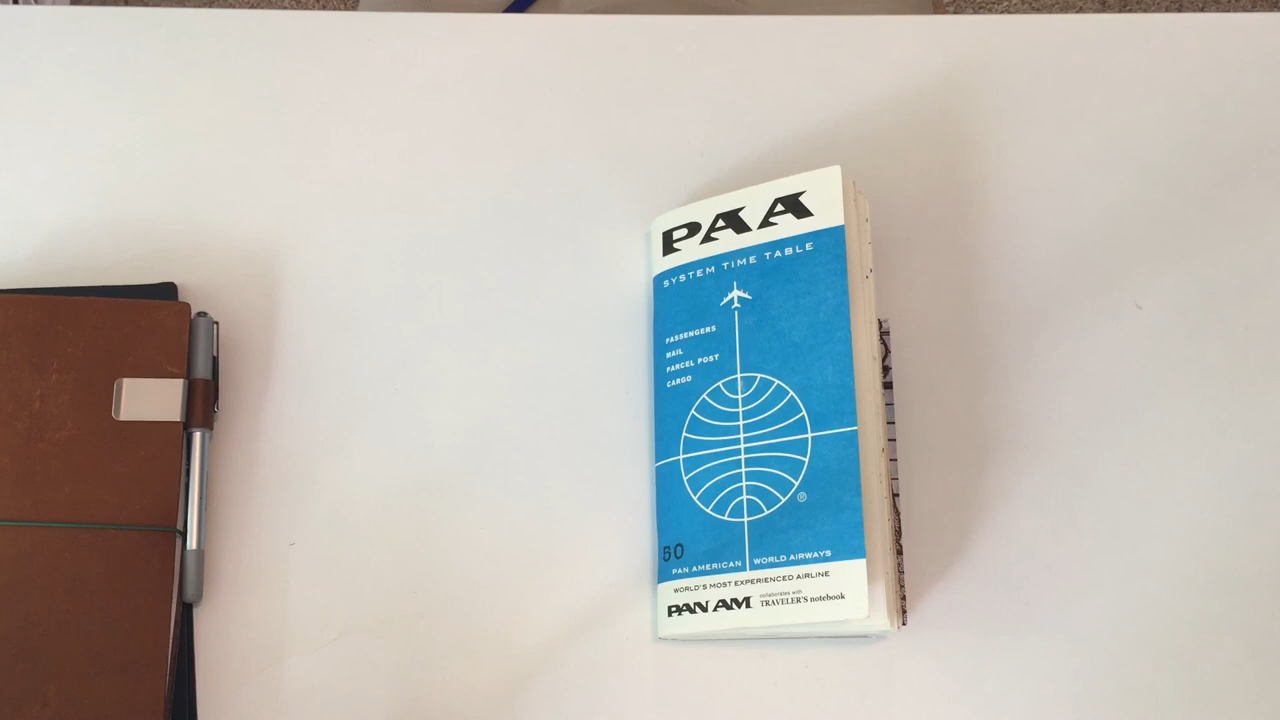 PAA
SYSTEM TIME TABLE
PASSENGERS
MAIL
PARCEL POST
CARGO
®
50
PAN AMERICAN WORLD AIRWAYS
WORLD'S MOST EXPERIENCED AIRLINE
PAN AM collaborates with
TRAVELER'S notebook